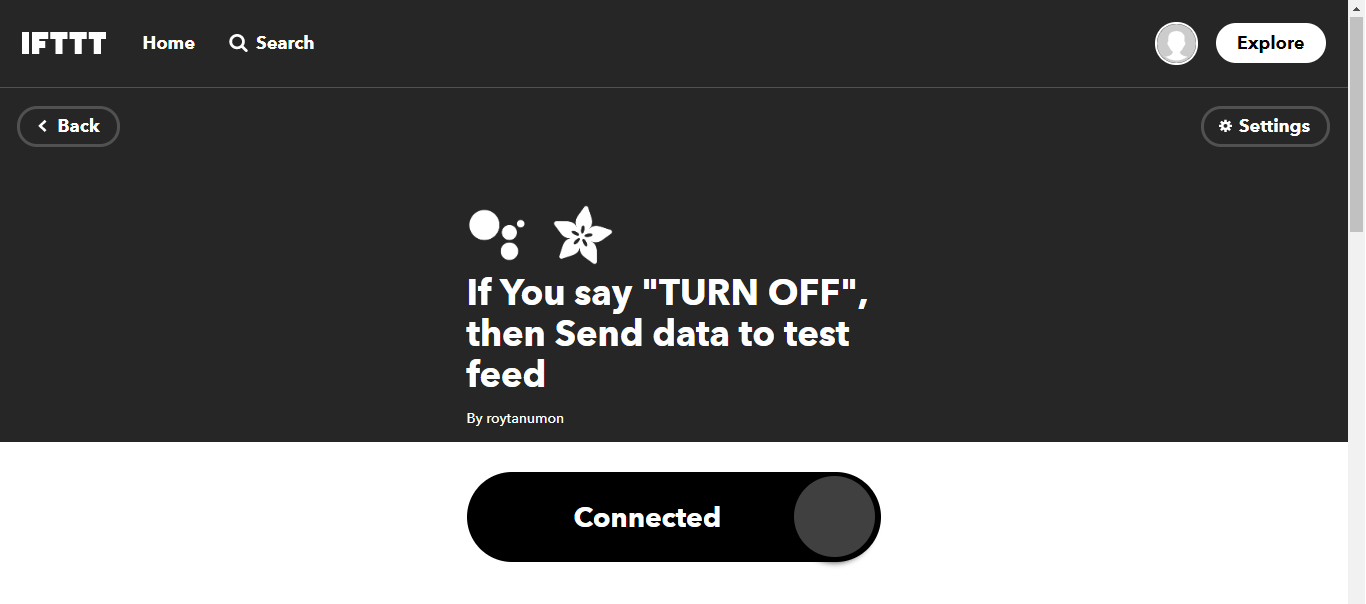 IFTTT Home Search Explore
Back Settings
If You say "TURN OFF",
then Send data to test
feed
By roytanumon
Connected